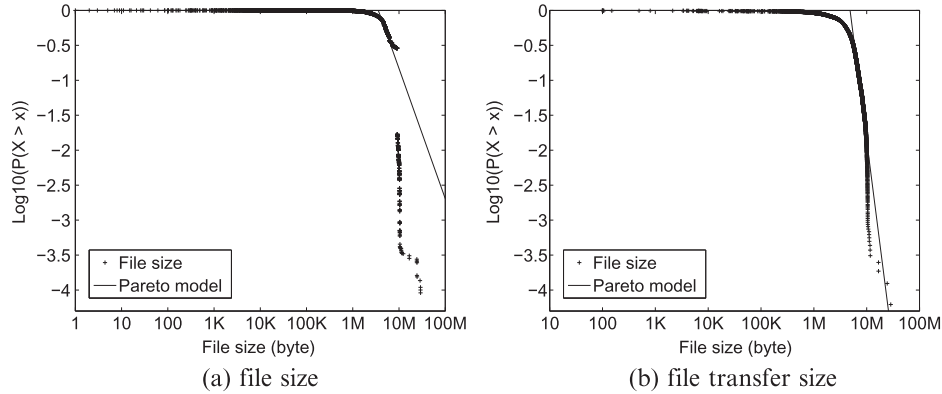 0
−0.5
−1
−1.5
−2
−2.5
−3
−3.5
−4
Log10(P(X > x))
File size
Pareto model
1 10 100 1K 10K 100K 1M 10M 100M
File size (byte)
(a) file size
0
−0.5
−1
−1.5
−2
−2.5
−3
−3.5
−4
Log10(P(X > x))
File size
Pareto model
10 100 1K 10K 100K 1M 10M 100M
File size (byte)
(b) file transfer size